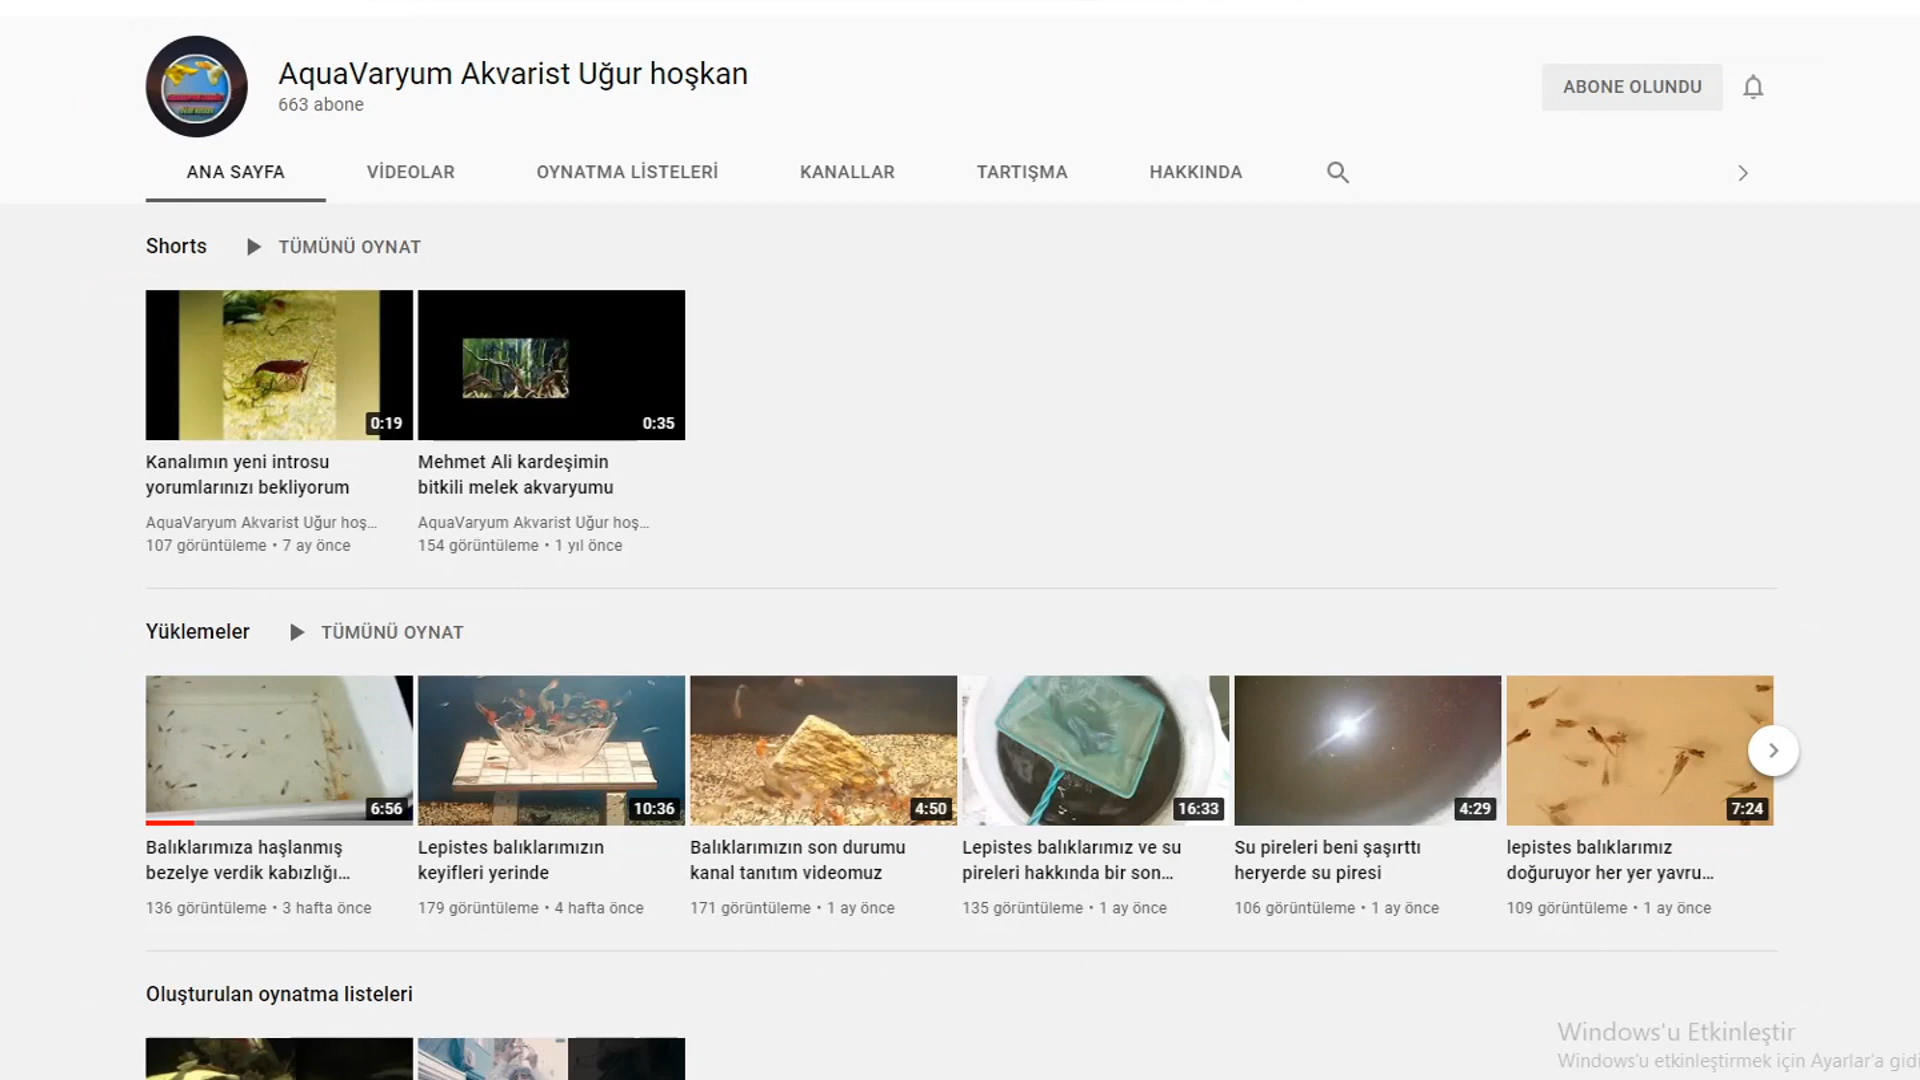 AquaVaryum Akvarist Uğur hoşkan
663 abone
ABONE OLUNDU
ANA SAYFA
VİDEOLAR
OYNATMA LİSTELERİ
KANALLAR
TARTIŞMA
HAKKINDA
Shorts
TÜMÜNÜ OYNAT
0:19
Kanalımın yeni introsu
yorumlarınızı bekliyorum
AquaVaryum Akvarist Uğur hoş...
107 görüntüleme • 7 ay önce
0:35
Mehmet Ali kardeşimin
bitkili melek akvaryumu
AquaVaryum Akvarist Uğur hoş...
154 görüntüleme • 1 yıl önce
Yüklemeler
TÜMÜNÜ OYNAT
6:56
Balıklarımıza haşlanmış
bezelye verdik kabızlığı...
136 görüntüleme • 3 hafta önce
10:36
Lepistes balıklarımızın
keyifleri yerinde
179 görüntüleme • 4 hafta önce
4:50
Balıklarımızın son durumu
kanal tanıtım videomuz
171 görüntüleme • 1 ay önce
16:33
Lepistes balıklarımız ve su
pireleri hakkında bir son...
135 görüntüleme • 1 ay önce
4:29
Su pireleri beni şaşırttı
heryerde su piresi
106 görüntüleme • 1 ay önce
7:24
lepistes balıklarımız
doğuruyor her yer yavru...
109 görüntüleme • 1 ay önce
Oluşturulan oynatma listeleri
Windows'u Etkinleştir
Windows'u etkinleştirmek için Ayarlar'a gidi